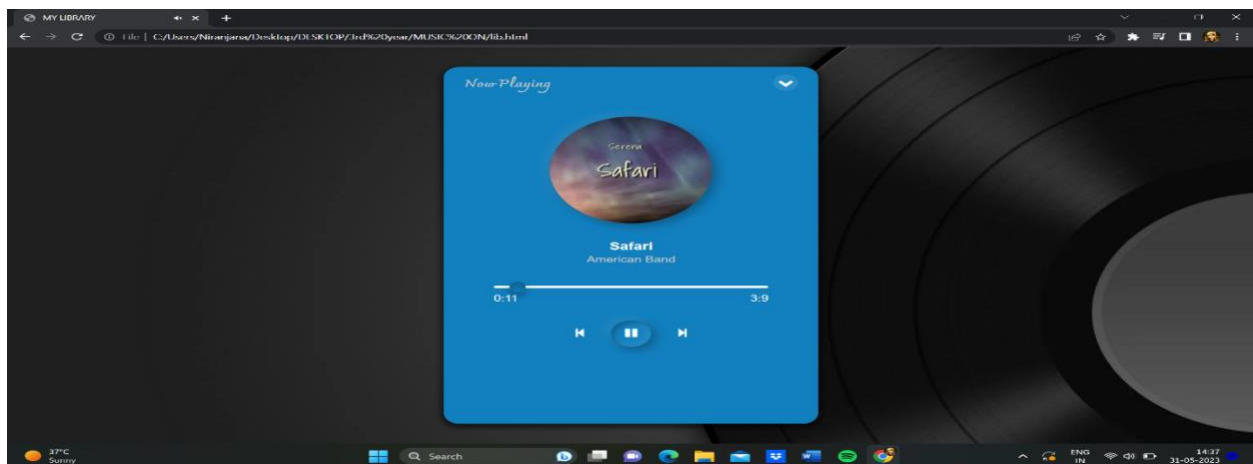 MY LIBRARY
File | C:/Users/Niranjana/Desktop/DESKTOP/3rd%20year/MUSIC%20ON/lib.html
Now Playing
Serena
Safari
Safari
American Band
0:11 3:9
37°C
Sunny
Search
ENG
IN
14:37
31-05-2023